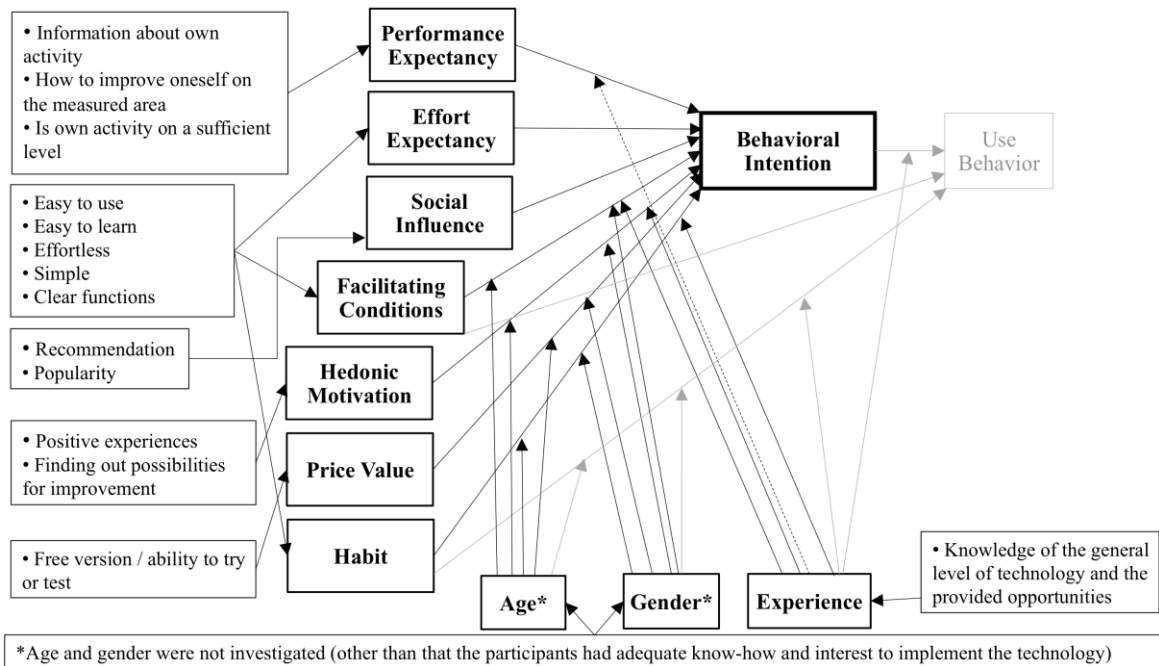 • Information about own
activity
• How to improve oneself on
the measured area
• Is own activity on a sufficient
level
• Easy to use
• Easy to learn
• Effortless
• Simple
• Clear functions
• Recommendation
• Popularity
• Positive experiences
• Finding out possibilities
for improvement
• Free version / ability to try
or test
Performance
Expectancy
Effort
Expectancy
Social
Influence
Facilitating
Conditions
Hedonic
Motivation
Price Value
Habit
Age*
Gender*
Experience
Behavioral
Intention
Use
Behavior
• Knowledge of the general
level of technology and the
provided opportunities
*Age and gender were not investigated (other than that the participants had adequate know-how and interest to implement the technology)